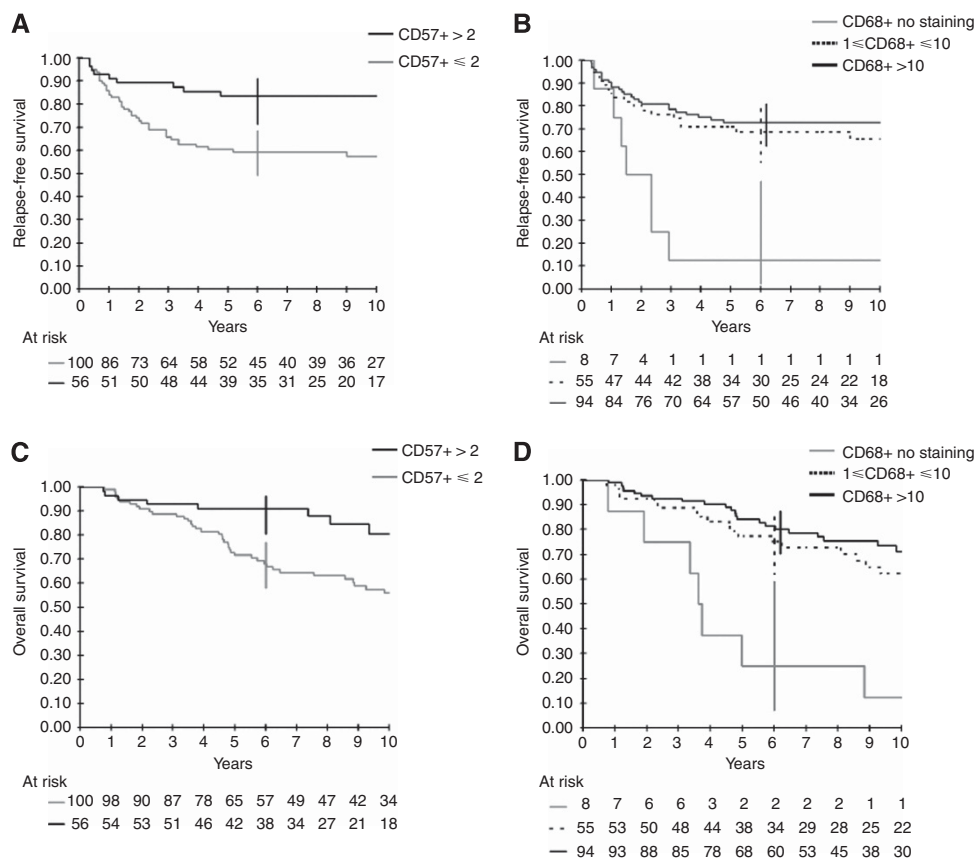 A
CD57+ > 2
CD57+ ≤ 2
1.00
0.90
0.80
0.70
0.60
0.50
0.40
0.30
0.20
0.10
0.00
Relapse-free survival
0 1 2 3 4 5 6 7 8 9 10
Years
At risk
100 86 73 64 58 52 45 40 39 36 27
56 51 50 48 44 39 35 31 25 20 17
B
CD68+ no staining
1≤CD68+ ≤10
CD68+ >10
1.00
0.90
0.80
0.70
0.60
0.50
0.40
0.30
0.20
0.10
0.00
Relapse-free survival
0 1 2 3 4 5 6 7 8 9 10
Years
At risk
8 7 4 1 1 1 1 1 1 1 1
55 47 44 42 38 34 30 25 24 22 18
94 84 76 70 64 57 50 46 40 34 26
C
CD57+ > 2
CD57+ ≤ 2
1.00
0.90
0.80
0.70
0.60
0.50
0.40
0.30
0.20
0.10
0.00
Overall survival
0 1 2 3 4 5 6 7 8 9 10
Years
At risk
100 98 90 87 78 65 57 49 47 42 34
56 54 53 51 46 42 38 34 27 21 18
D
CD68+ no staining
1≤CD68+ ≤10
CD68+ >10
1.00
0.90
0.80
0.70
0.60
0.50
0.40
0.30
0.20
0.10
0.00
Overall survival
0 1 2 3 4 5 6 7 8 9 10
Years
At risk
8 7 6 6 3 2 2 2 2 1 1
55 53 50 48 44 38 34 29 28 25 22
94 93 88 85 78 68 60 53 45 38 30